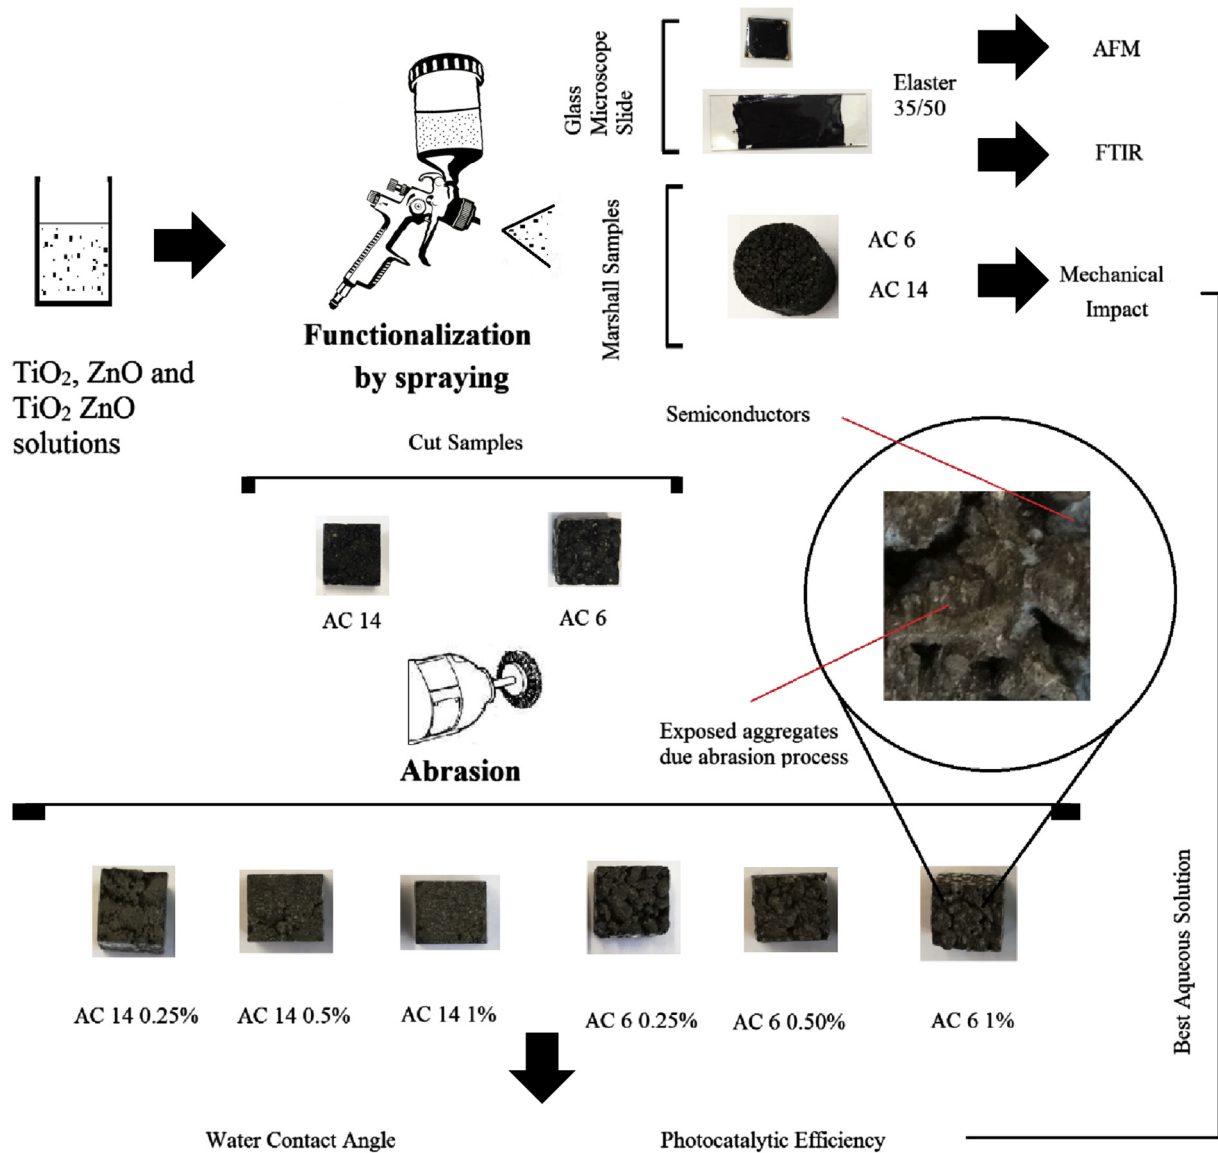 Glass
Microscope
Slide
Elaster
35/50
AFM
FTIR
Marshall Samples
AC 6
AC 14
Mechanical
Impact
Functionalization
by spraying
TiO₂, ZnO and
TiO₂ ZnO
solutions
Cut Samples
AC 14
AC 6
Semiconductors
Exposed aggregates
due abrasion process
Abrasion
AC 14 0.25%
AC 14 0.5%
AC 14 1%
AC 6 0.25%
AC 6 0.50%
AC 6 1%
Best Aqueous Solution
Water Contact Angle
Photocatalytic Efficiency